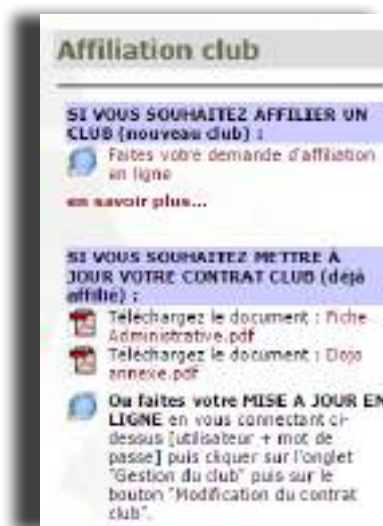 Affiliation club
SI VOUS SOUHAITEZ AFFILIER UN
CLUB (nouveau club) :
Faites votre demande d'affiliation
en ligne
en savoir plus...
SI VOUS SOUHAITEZ METTRE À
JOUR VOTRE CONTRAT CLUB (déjà
affilié) :
Téléchargez le document : Fiche
Administrative.pdf
Téléchargez le document : Dojo
annexe.pdf
Ou faites votre MISE A JOUR EN
LIGNE en vous connectant ci-
dessus [utilisateur + mot de
passe] puis cliquer sur l'onglet
"Gestion du club" puis sur le
bouton "Modification du contrat
club".